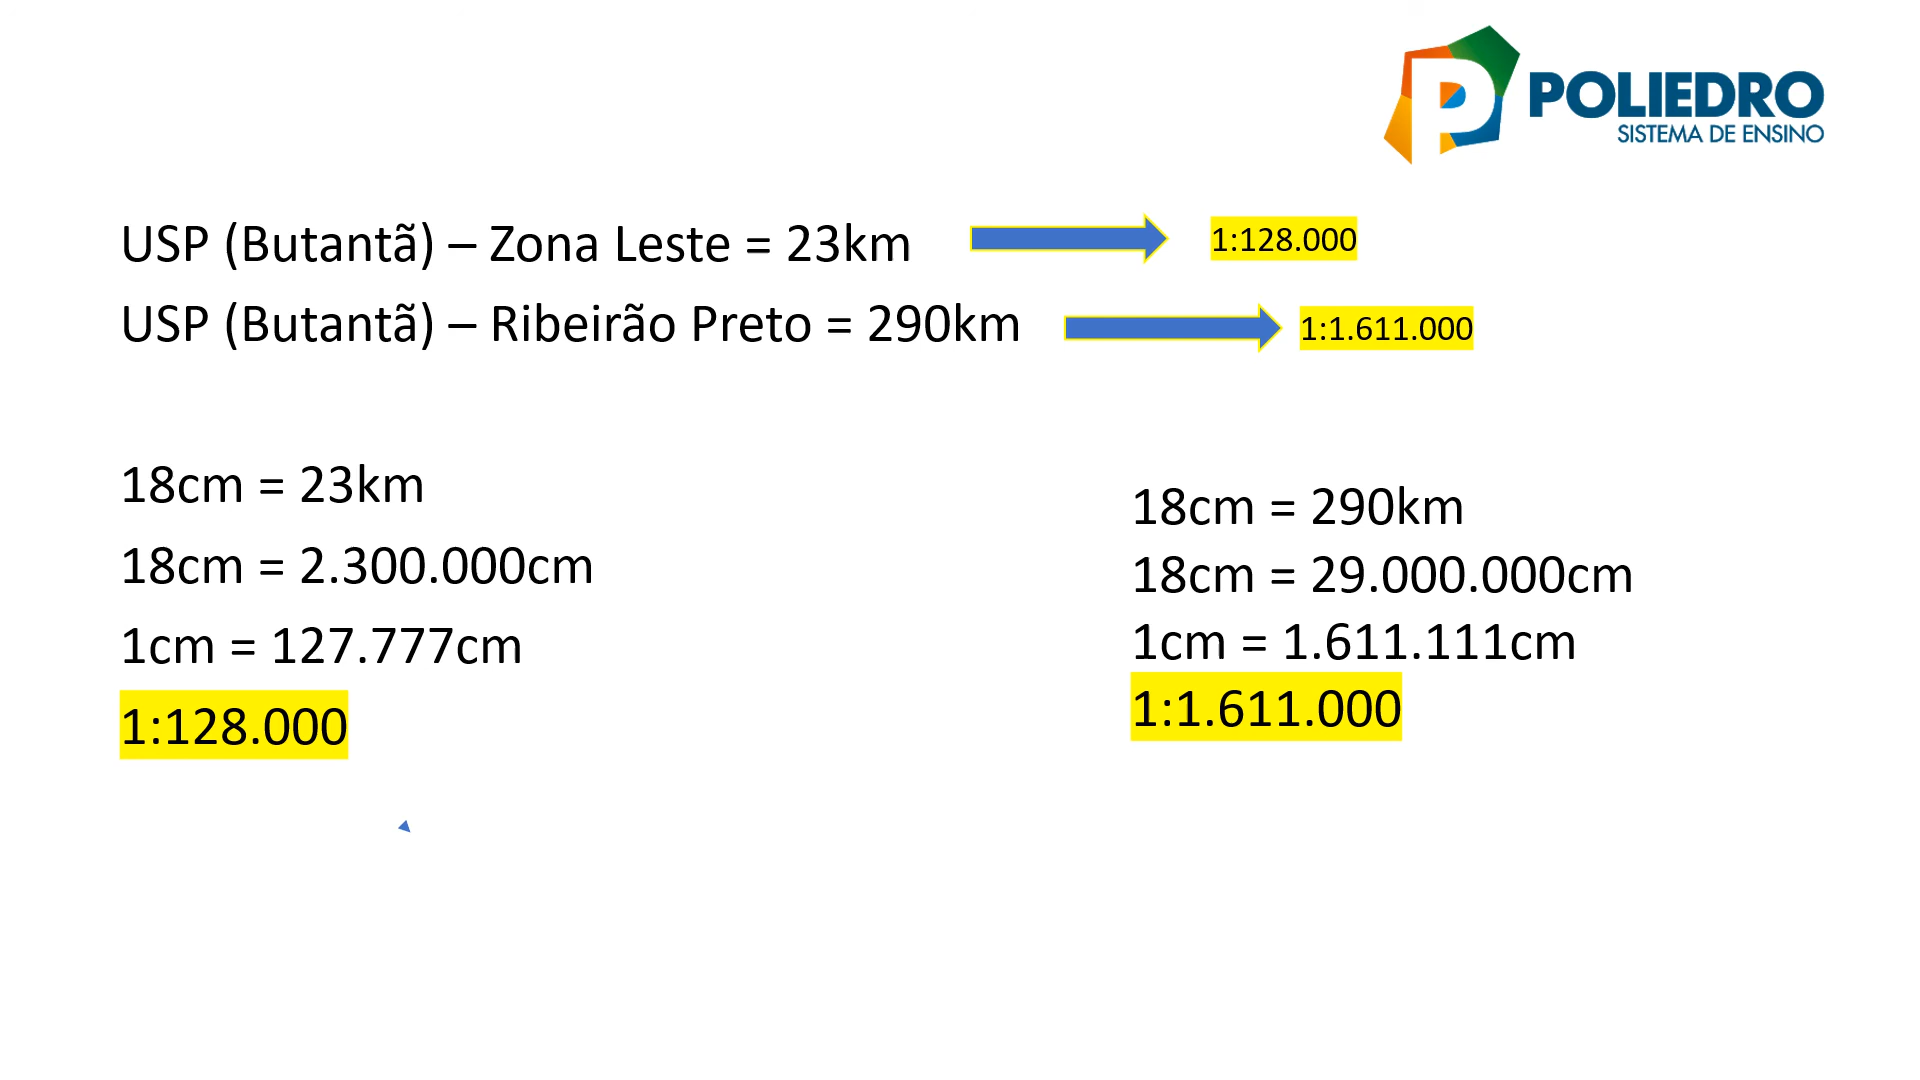 POLIEDRO
SISTEMA DE ENSINO
USP (Butantã) – Zona Leste = 23km
1:128.000
USP (Butantã) – Ribeirão Preto = 290km
1:1.611.000
18cm = 23km
18cm = 2.300.000cm
1cm = 127.777cm
1:128.000
18cm = 290km
18cm = 29.000.000cm
1cm = 1.611.111cm
1:1.611.000